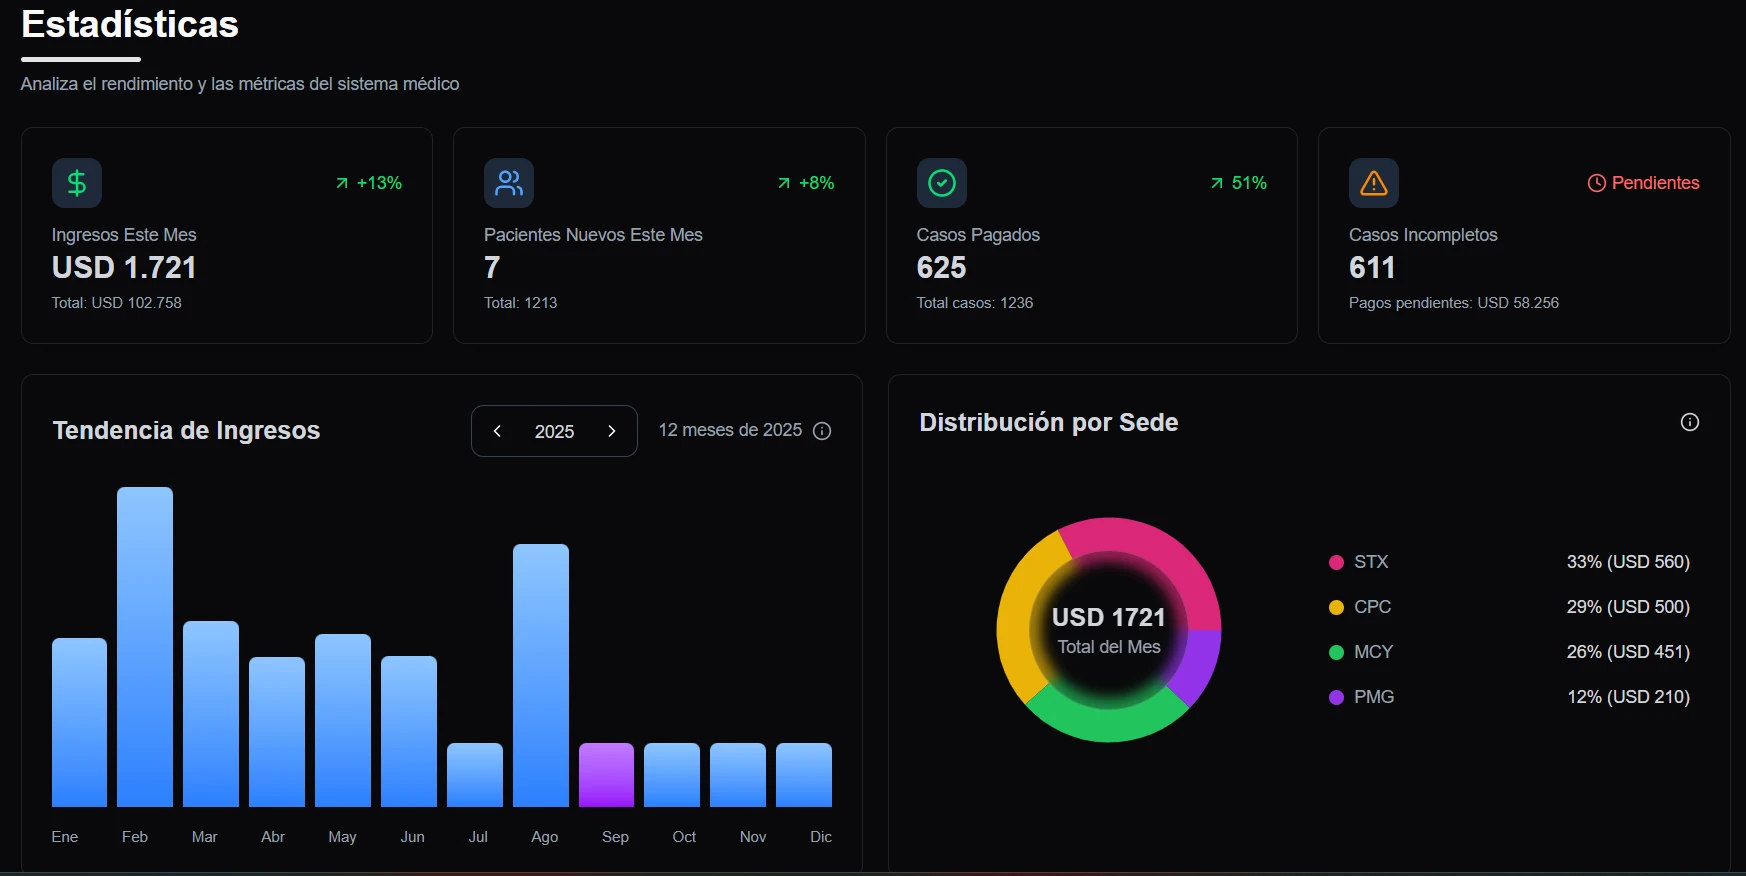 Estadísticas
Analiza el rendimiento y las métricas del sistema médico
+13%
Ingresos Este Mes
USD 1.721
Total: USD 102.758
+8%
Pacientes Nuevos Este Mes
7
Total: 1213
51%
Casos Pagados
625
Total casos: 1236
Pendientes
Casos Incompletos
611
Pagos pendientes: USD 58.256
Tendencia de Ingresos
2025
12 meses de 2025
Ene Feb Mar Abr May Jun Jul Ago Sep Oct Nov Dic
Distribución por Sede
USD 1721
Total del Mes
STX 33% (USD 560)
CPC 29% (USD 500)
MCY 26% (USD 451)
PMG 12% (USD 210)